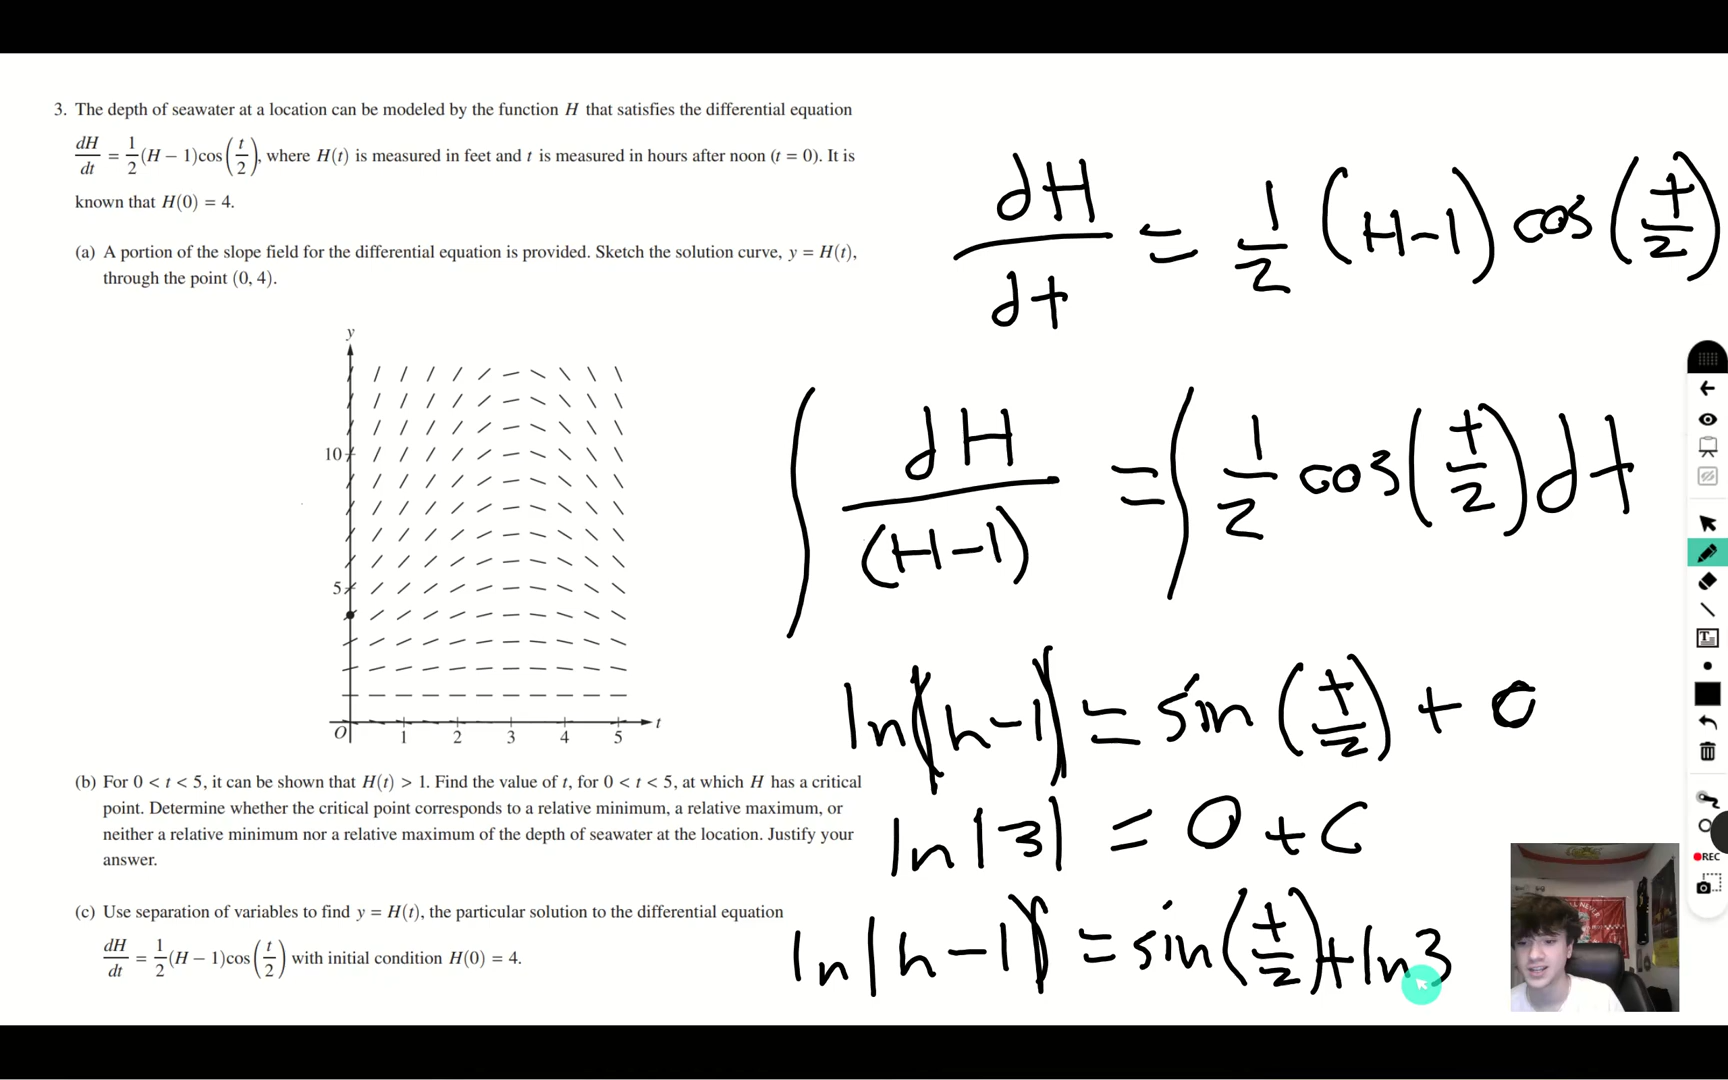 3. The depth of seawater at a location can be modeled by the function H that satisfies the differential equation
dH/dt = 1/2(H − 1)cos(t/2), where H(t) is measured in feet and t is measured in hours after noon (t = 0). It is
known that H(0) = 4.
(a) A portion of the slope field for the differential equation is provided. Sketch the solution curve, y = H(t),
through the point (0, 4).
y
10
5
O 1 2 3 4 5 t
(b) For 0 < t < 5, it can be shown that H(t) > 1. Find the value of t, for 0 < t < 5, at which H has a critical
point. Determine whether the critical point corresponds to a relative minimum, a relative maximum, or
neither a relative minimum nor a relative maximum of the depth of seawater at the location. Justify your
answer.
(c) Use separation of variables to find y = H(t), the particular solution to the differential equation
dH/dt = 1/2(H − 1)cos(t/2) with initial condition H(0) = 4.
dH/dt = 1/2 (H-1) cos(t/2)
∫ dH/(H-1) = ∫ 1/2 cos(t/2) dt
ln|h-1| = sin(t/2) + C
ln|3| = 0 + C
ln|h-1| = sin(t/2) + ln3
REC